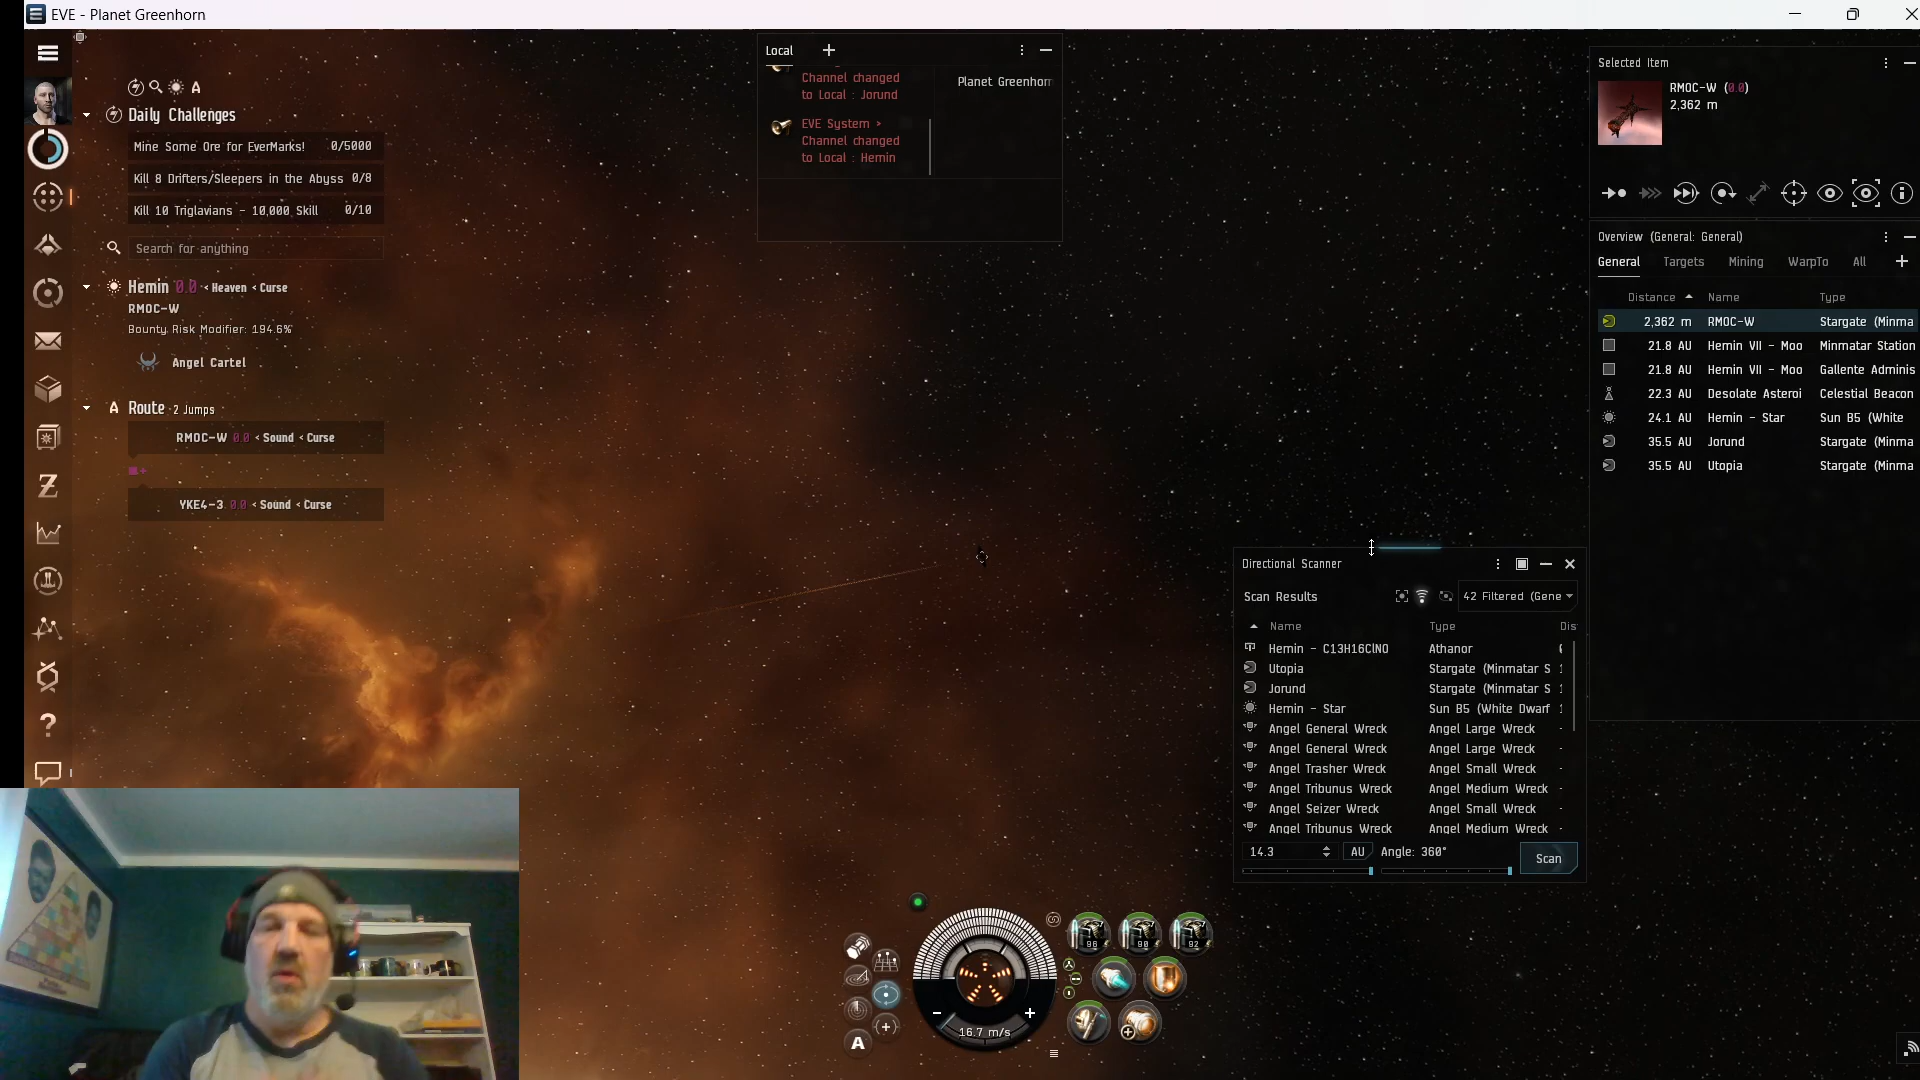 EVE - Planet Greenhorn
Local
Channel changed
to Local : Jorund
EVE System >
Channel changed
to Local : Hemin
Planet Greenhorn
Daily Challenges
Mine Some Ore for EverMarks! 0/5000
Kill 8 Drifters/Sleepers in the Abyss 0/8
Kill 10 Triglavians - 10,000 Skill 0/10
Search for anything
Hemin 0.0 < Heaven < Curse
RMOC-W
Bounty Risk Modifier: 194.6%
Angel Cartel
Route 2 Jumps
RMOC-W 0.0 < Sound < Curse
YKE4-3 0.0 < Sound < Curse
Selected Item
RMOC-W (0.0)
2,362 m
Overview (General: General)
General Targets Mining WarpTo All
Distance Name Type
2,362 m RMOC-W Stargate (Minma
21.8 AU Hemin VII - Moo Minmatar Station
21.8 AU Hemin VII - Moo Gallente Adminis
22.3 AU Desolate Asteroi Celestial Beacon
24.1 AU Hemin - Star Sun B5 (White
35.5 AU Jorund Stargate (Minma
35.5 AU Utopia Stargate (Minma
Directional Scanner
Scan Results 42 Filtered (Gene
Name Type Dis
Hemin - C13H16ClNO Athanor
Utopia Stargate (Minmatar S 1
Jorund Stargate (Minmatar S 1
Hemin - Star Sun B5 (White Dwarf 1
Angel General Wreck Angel Large Wreck -
Angel General Wreck Angel Large Wreck -
Angel Trasher Wreck Angel Small Wreck -
Angel Tribunus Wreck Angel Medium Wreck -
Angel Seizer Wreck Angel Small Wreck -
Angel Tribunus Wreck Angel Medium Wreck -
14.3 AU Angle: 360° Scan
96 90 92
16.7 m/s
A